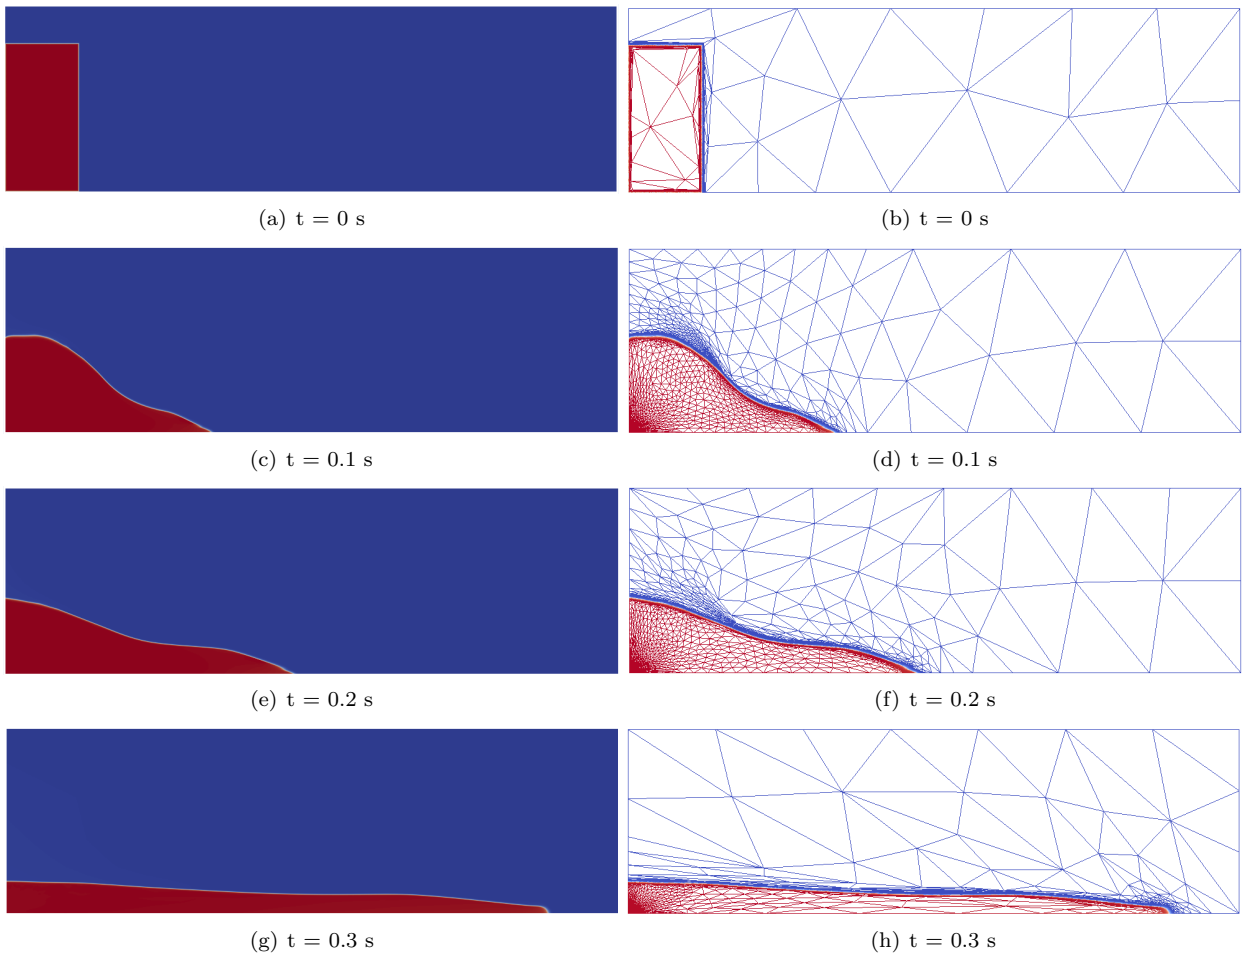 (a) t = 0 s
(b) t = 0 s
(c) t = 0.1 s
(d) t = 0.1 s
(e) t = 0.2 s
(f) t = 0.2 s
(g) t = 0.3 s
(h) t = 0.3 s